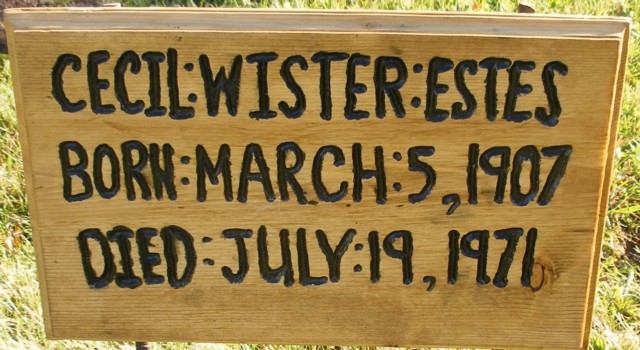 CECIL:WISTER:ESTES
BORN:MARCH:5,1907
DIED:JULY:19,1971